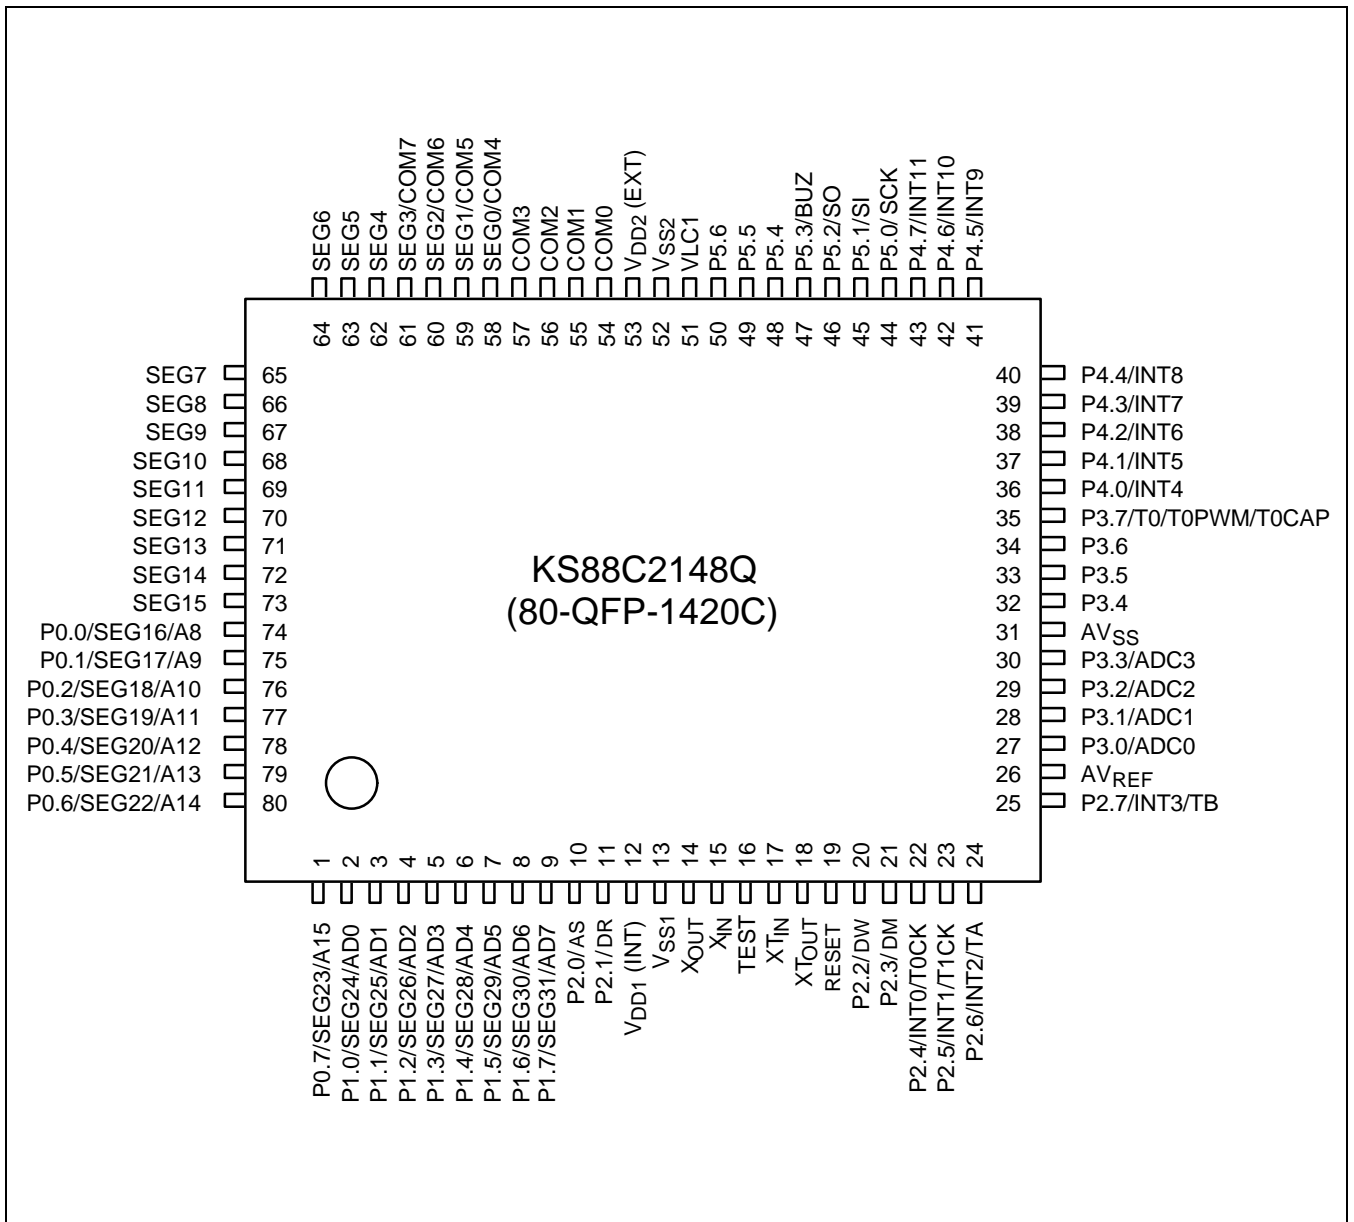 SEG6
SEG5
SEG4
SEG3/COM7
SEG2/COM6
SEG1/COM5
SEG0/COM4
COM3
COM2
COM1
COM0
VDD2 (EXT)
VSS2
VLC1
P5.6
P5.5
P5.4
P5.3/BUZ
P5.2/SO
P5.1/SI
P5.0/ SCK
P4.7/INT11
P4.6/INT10
P4.5/INT9
64
63
62
61
60
59
58
57
56
55
54
53
52
51
50
49
48
47
46
45
44
43
42
41
SEG7 65
SEG8 66
SEG9 67
SEG10 68
SEG11 69
SEG12 70
SEG13 71
SEG14 72
SEG15 73
P0.0/SEG16/A8 74
P0.1/SEG17/A9 75
P0.2/SEG18/A10 76
P0.3/SEG19/A11 77
P0.4/SEG20/A12 78
P0.5/SEG21/A13 79
P0.6/SEG22/A14 80
KS88C2148Q
(80-QFP-1420C)
40 P4.4/INT8
39 P4.3/INT7
38 P4.2/INT6
37 P4.1/INT5
36 P4.0/INT4
35 P3.7/T0/T0PWM/T0CAP
34 P3.6
33 P3.5
32 P3.4
31 AVSS
30 P3.3/ADC3
29 P3.2/ADC2
28 P3.1/ADC1
27 P3.0/ADC0
26 AVREF
25 P2.7/INT3/TB
1
2
3
4
5
6
7
8
9
10
11
12
13
14
15
16
17
18
19
20
21
22
23
24
P0.7/SEG23/A15
P1.0/SEG24/AD0
P1.1/SEG25/AD1
P1.2/SEG26/AD2
P1.3/SEG27/AD3
P1.4/SEG28/AD4
P1.5/SEG29/AD5
P1.6/SEG30/AD6
P1.7/SEG31/AD7
P2.0/AS
P2.1/DR
VDD1 (INT)
VSS1
XOUT
XIN
TEST
XTIN
XTOUT
RESET
P2.2/DW
P2.3/DM
P2.4/INT0/T0CK
P2.5/INT1/T1CK
P2.6/INT2/TA